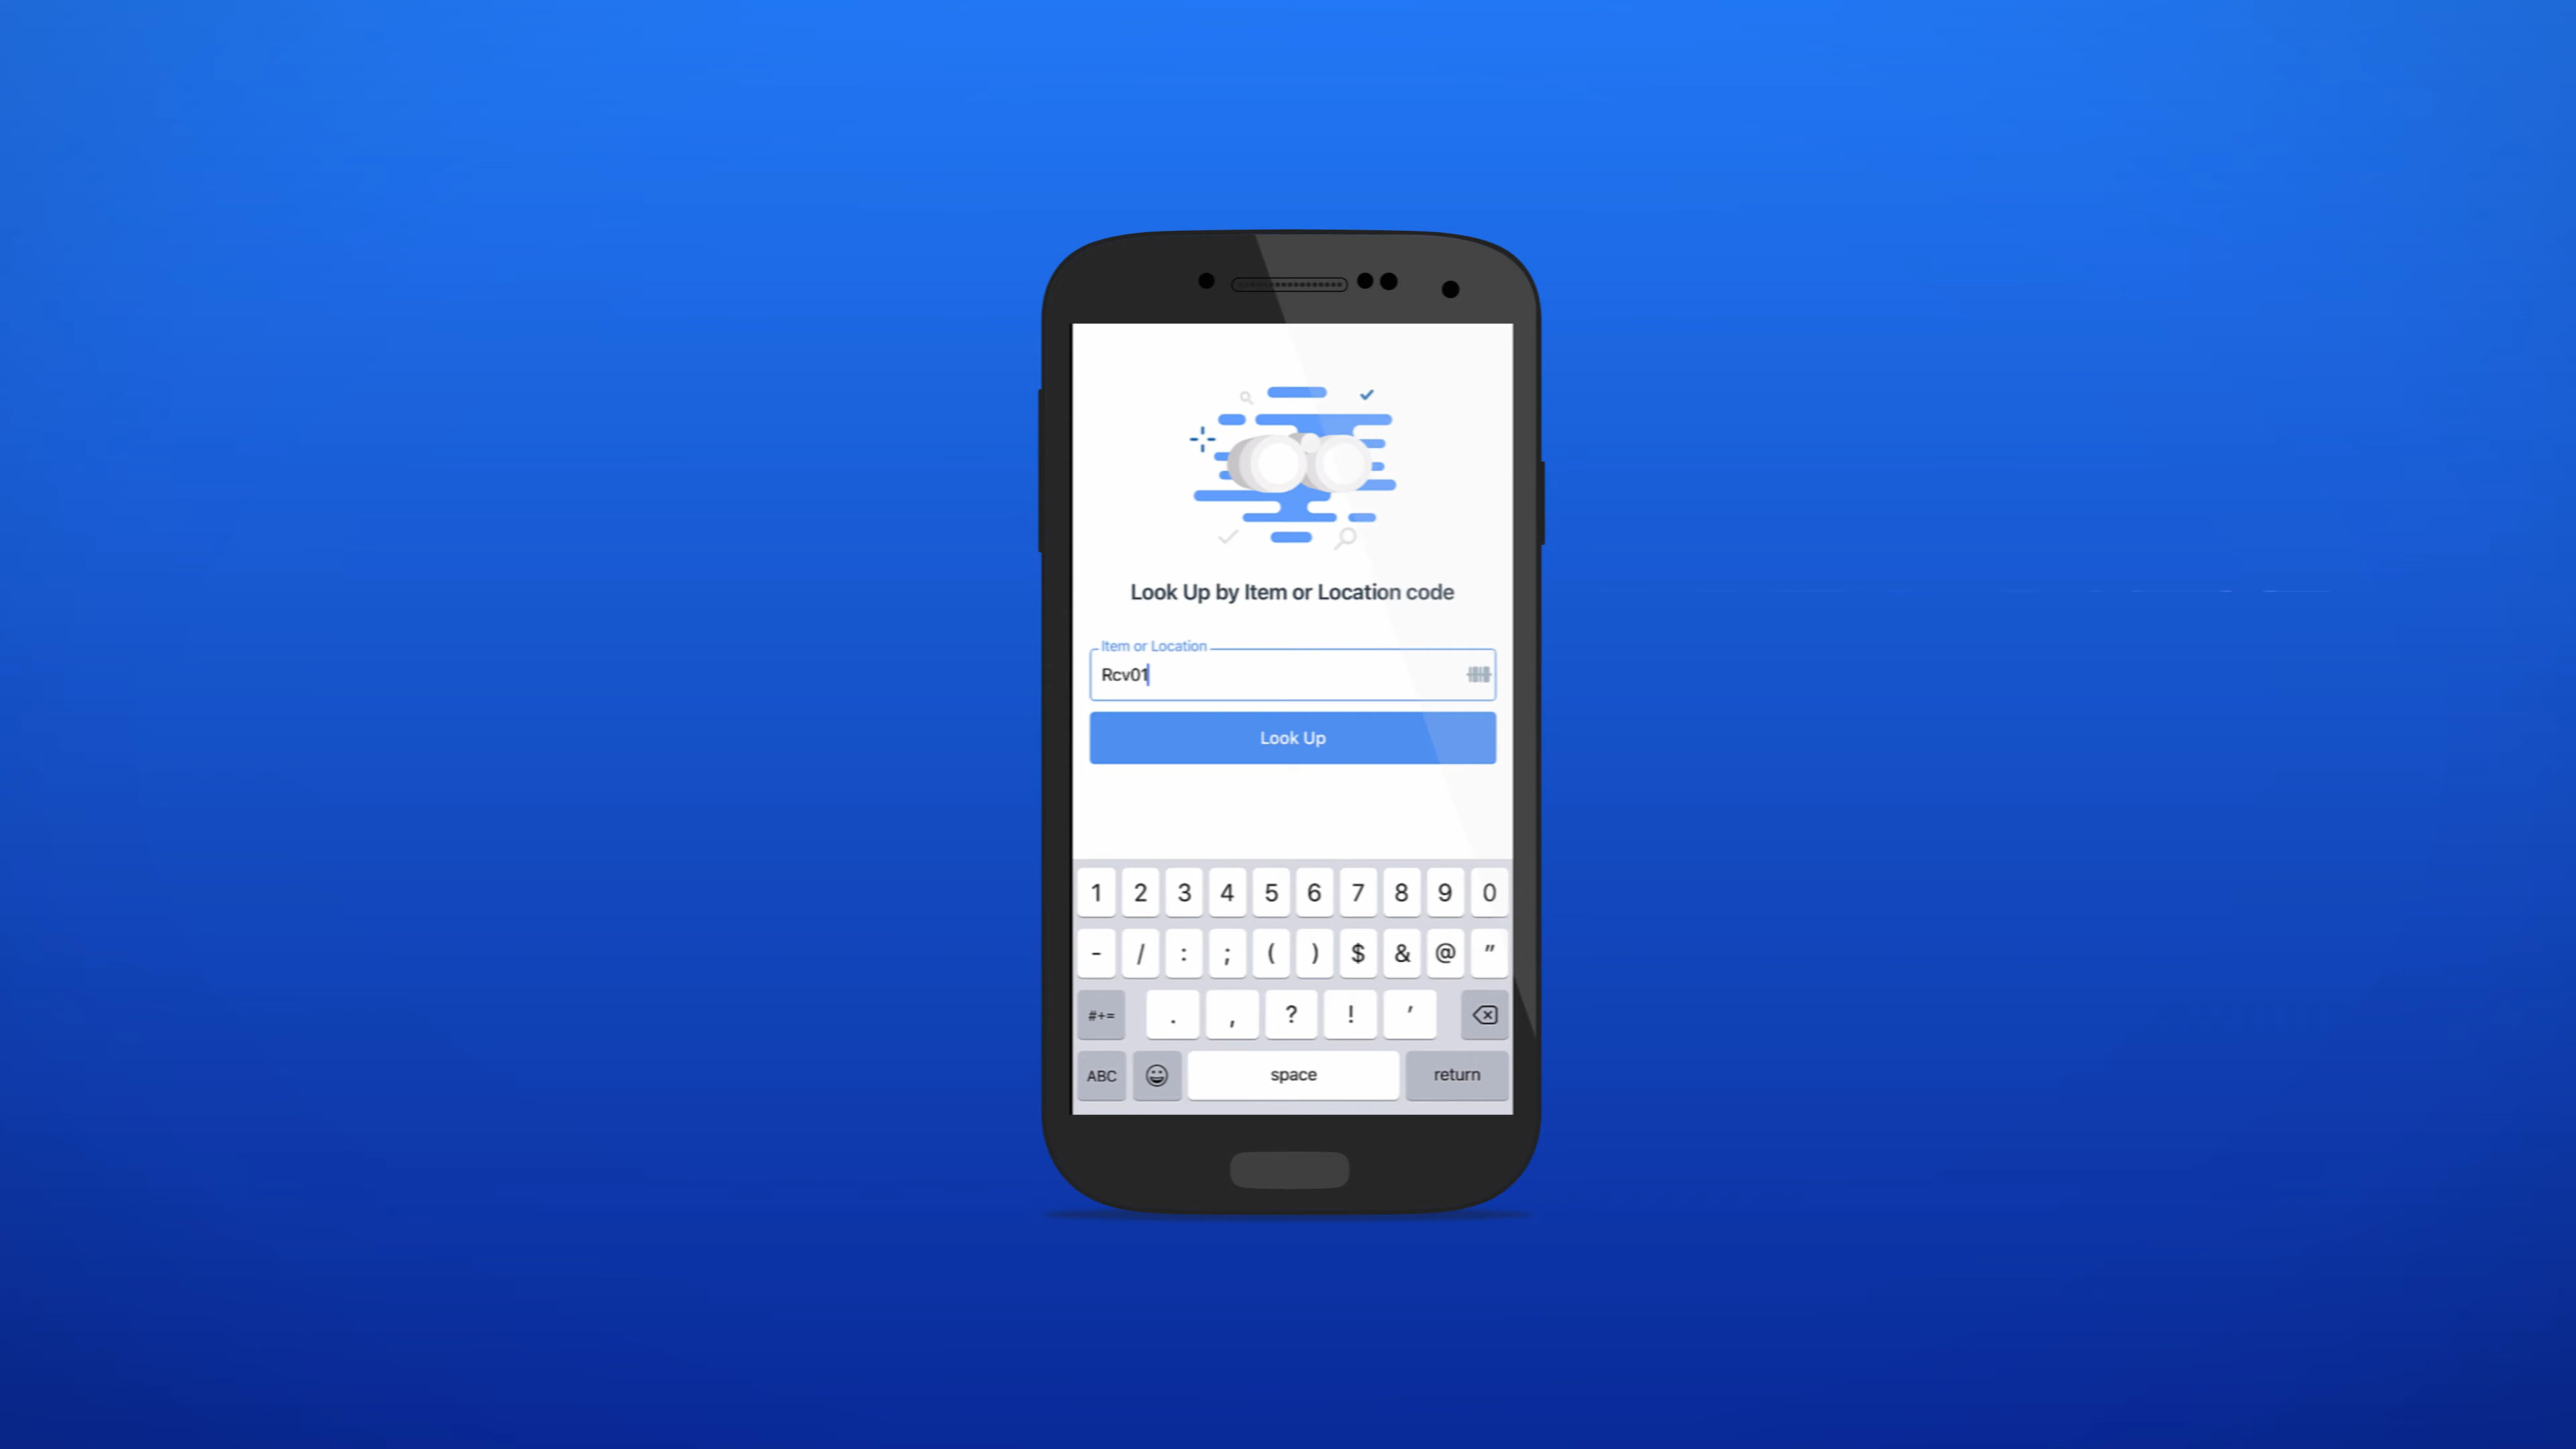 Look Up by Item or Location code
Item or Location
Rcv01
Look Up
1 2 3 4 5 6 7 8 9 0
- / : ; ( ) $ & @ "
#+= . , ? ! '
ABC space return